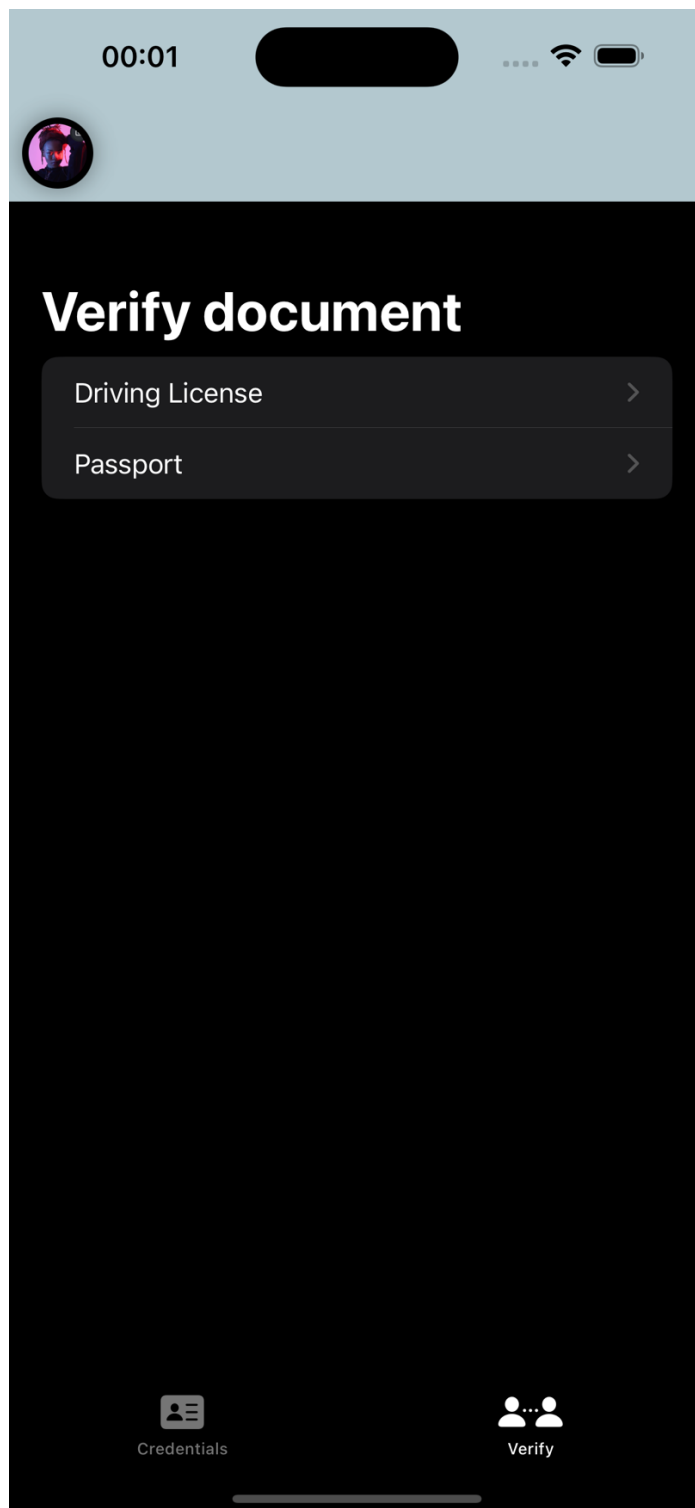 00:01
Verify document
Driving License
Passport
Credentials
Verify